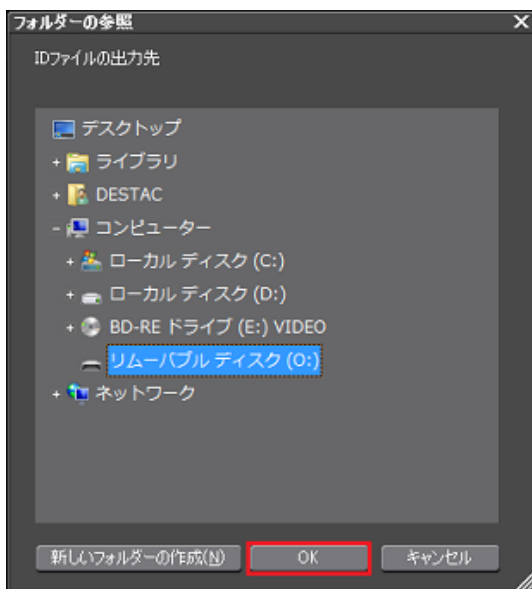 フォルダーの参照
IDファイルの出力先
デスクトップ
ライブラリ
DESTAC
コンピューター
ローカル ディスク (C:)
ローカル ディスク (D:)
BD-RE ドライブ (E:) VIDEO
リムーバブル ディスク (O:)
ネットワーク
新しいフォルダーの作成(N) OK キャンセル